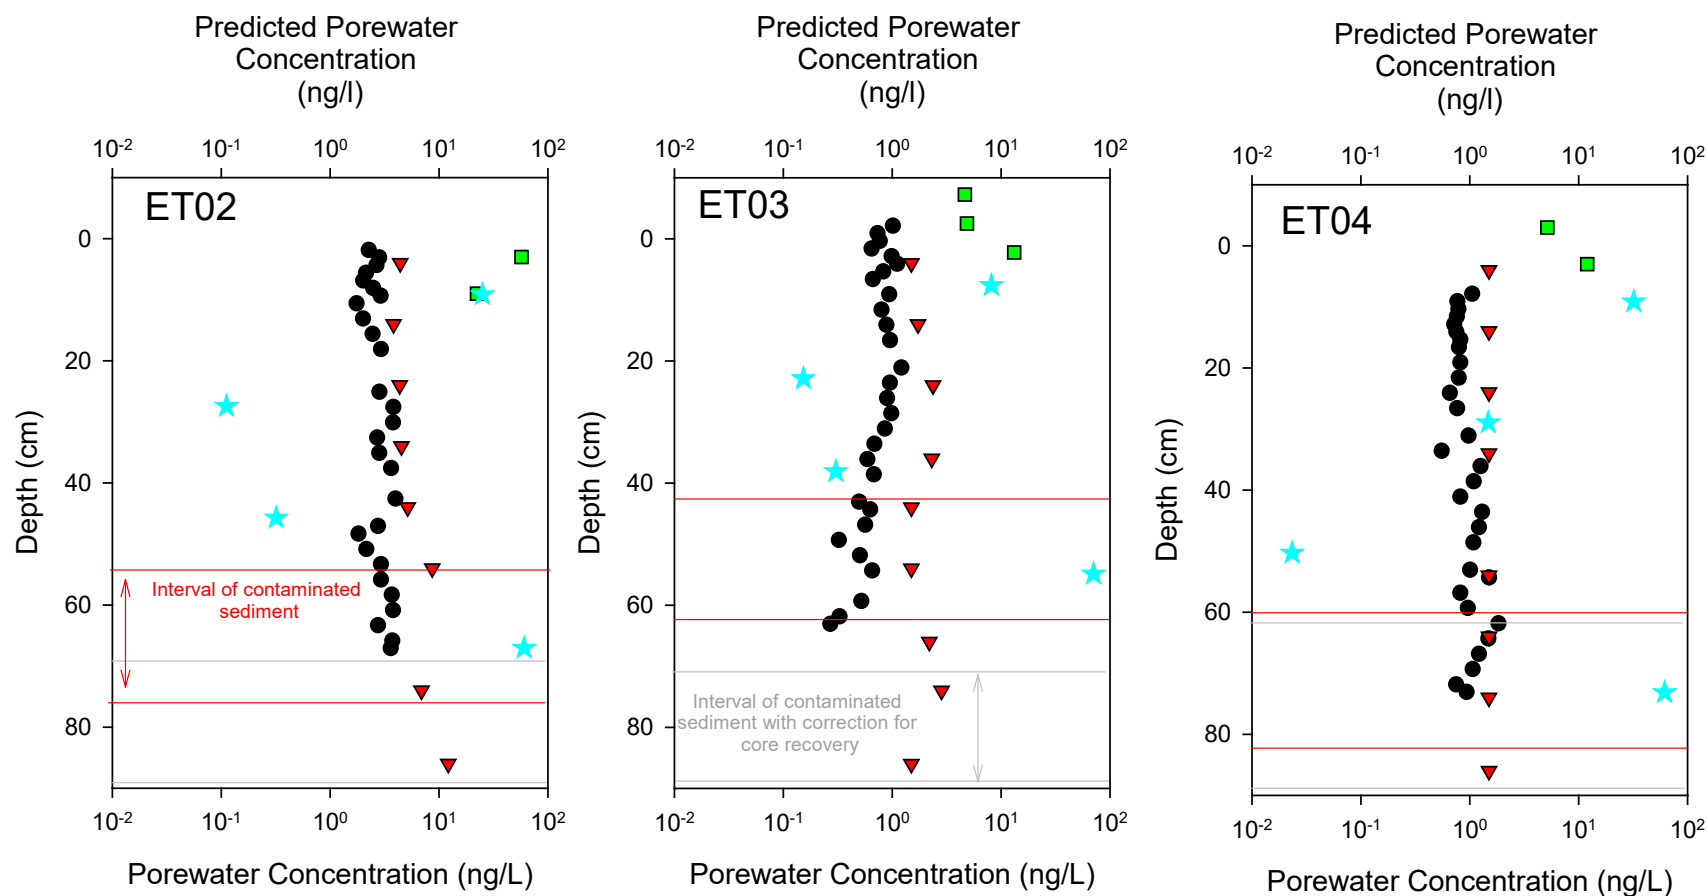 Predicted Porewater
Concentration
(ng/l)
10-2 10-1 100 101 102
ET02
0
20
40
60
80
Depth (cm)
Interval of contaminated
sediment
10-2 10-1 100 101 102
Porewater Concentration (ng/L)
Predicted Porewater
Concentration
(ng/l)
10-2 10-1 100 101 102
ET03
0
20
40
60
80
Depth (cm)
Interval of contaminated
sediment with correction for
core recovery
10-2 10-1 100 101 102
Porewater Concentration (ng/L)
Predicted Porewater
Concentration
(ng/l)
10-2 10-1 100 101 102
ET04
0
20
40
60
80
Depth (cm)
10-2 10-1 100 101 102
Porewater Concentration (ng/L)